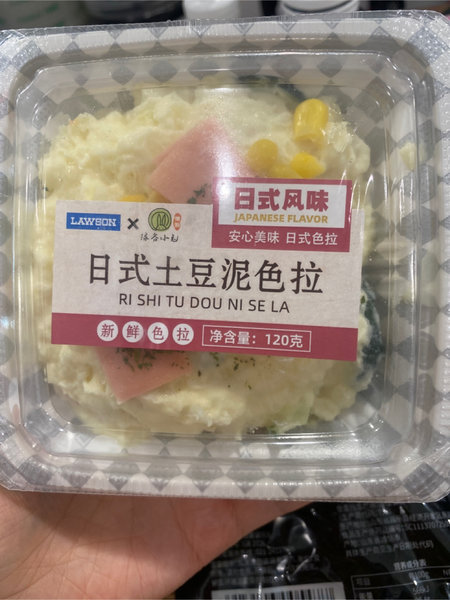 日式风味
JAPANESE FLAVOR
安心美味 日式色拉
LAWSON ×
日式土豆泥色拉
RI SHI TU DOU NI SE LA
新鲜色拉
净含量：120克
项目